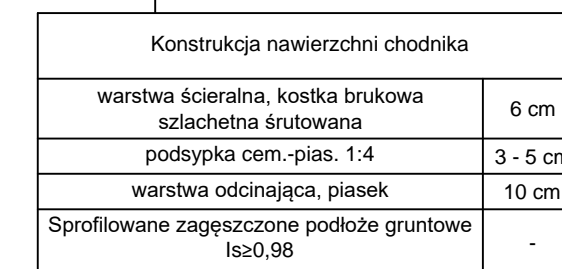 Konstrukcja nawierzchni chodnika
warstwa ścieralna, kostka brukowa
szlachetna śrutowana
6 cm
podsypka cem.-pias. 1:4
3 - 5 cm
warstwa odcinająca, piasek
10 cm
Sprofilowane zagęszczone podłoże gruntowe
Is≥0,98
-